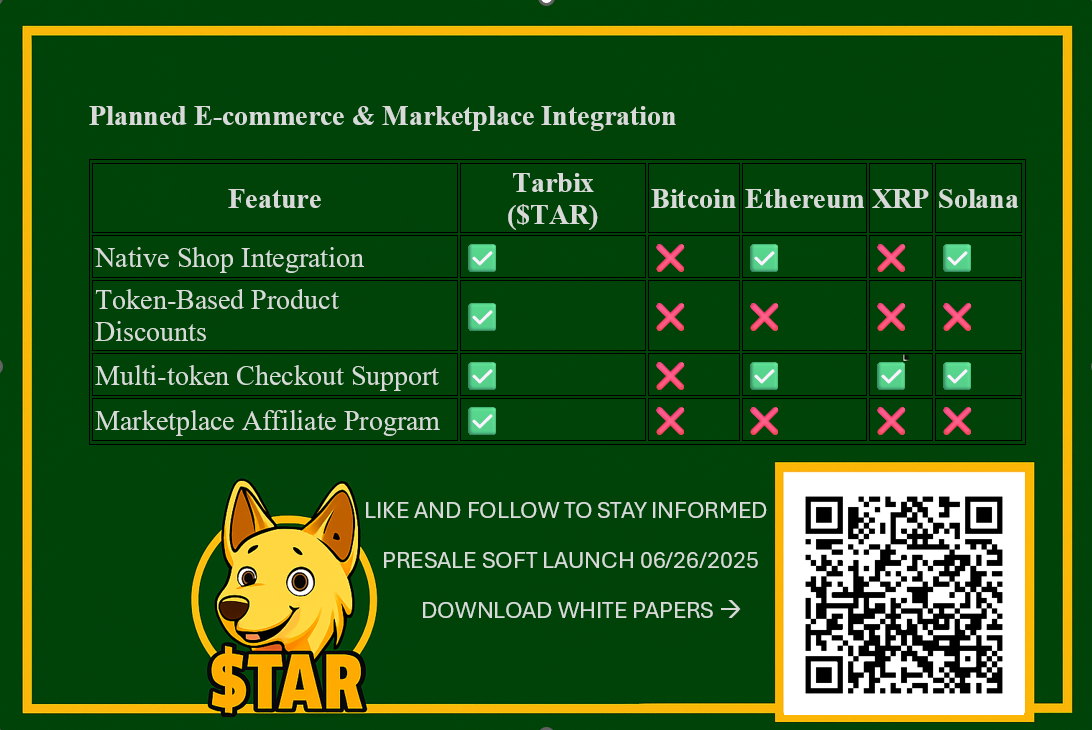 Planned E-commerce & Marketplace Integration
Feature Tarbix ($TAR) Bitcoin Ethereum XRP Solana
Native Shop Integration ✅ ❌ ✅ ❌ ✅
Token-Based Product Discounts ✅ ❌ ❌ ❌ ❌
Multi-token Checkout Support ✅ ❌ ✅ ✅ ✅
Marketplace Affiliate Program ✅ ❌ ❌ ❌ ❌
LIKE AND FOLLOW TO STAY INFORMED
PRESALE SOFT LAUNCH 06/26/2025
DOWNLOAD WHITE PAPERS →
$TAR